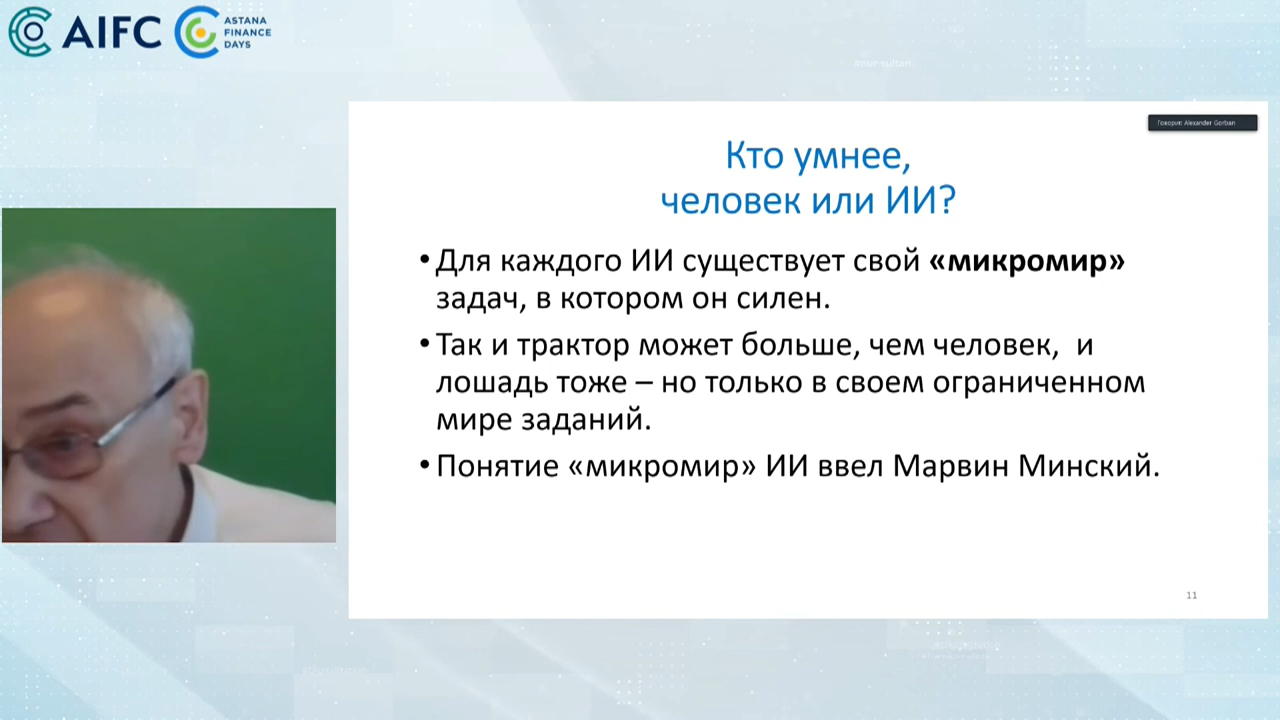 AIFC
ASTANA
FINANCE
DAYS
#nur-sultan
Говорит: Alexander Gorban
Кто умнее,
человек или ИИ?
•Для каждого ИИ существует свой «микромир»
задач, в котором он силен.
•Так и трактор может больше, чем человек, и
лошадь тоже – но только в своем ограниченном
мире заданий.
•Понятие «микромир» ИИ ввел Марвин Минский.
11